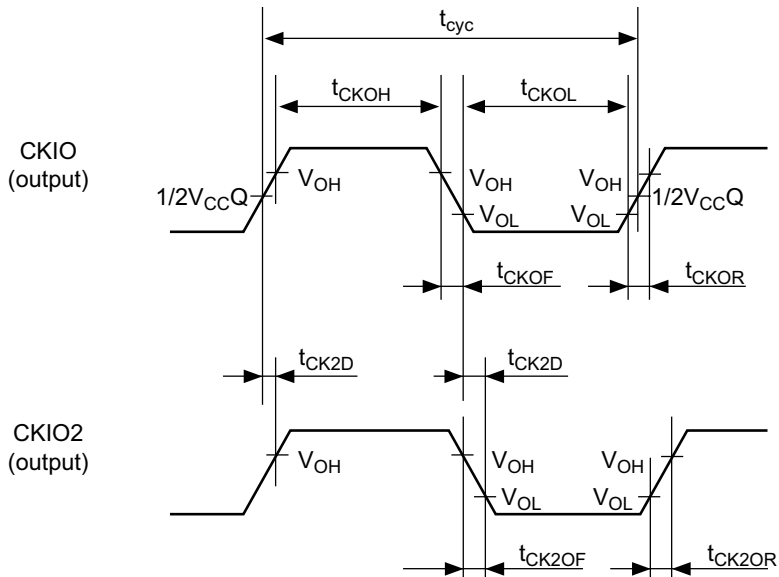 tcyc
tCKOH
tCKOL
CKIO
(output)
VOH
VOH
VOH
1/2VCCQ
1/2VCCQ
VOL
VOL
tCKOF
tCKOR
tCK2D
tCK2D
CKIO2
(output)
VOH
VOH
VOH
VOL
VOL
tCK2OF
tCK2OR